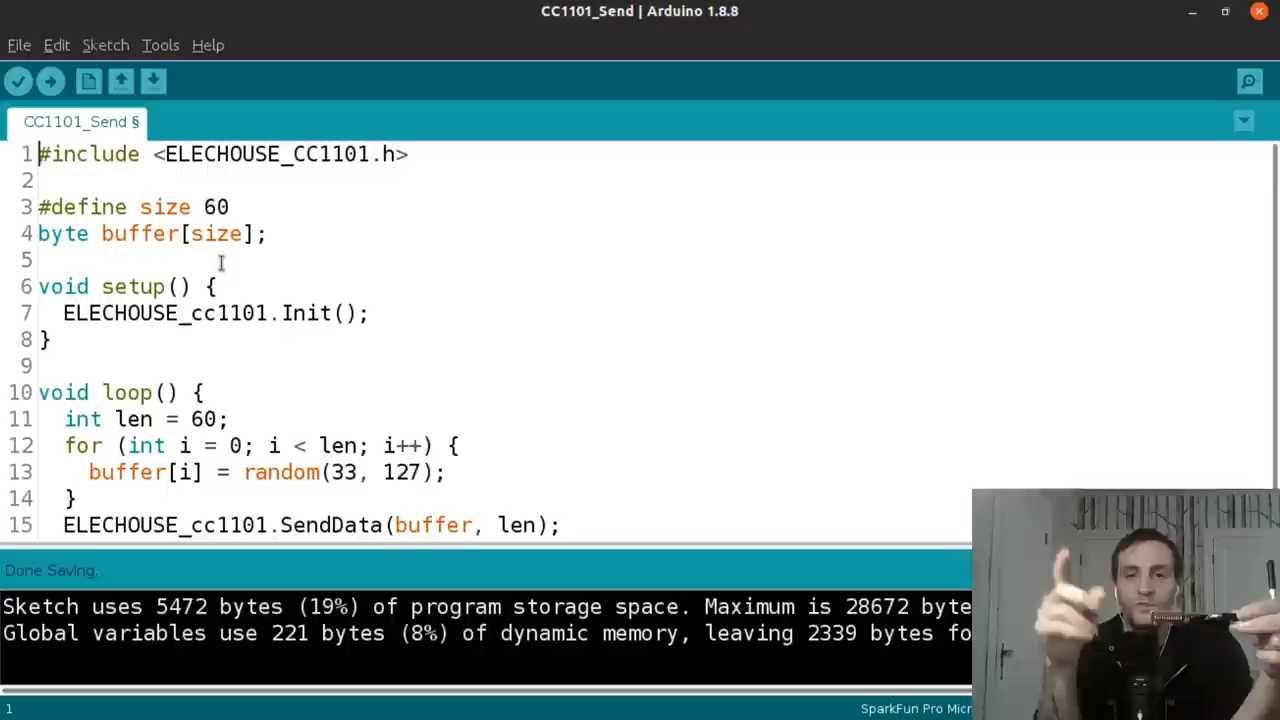 CC1101_Send | Arduino 1.8.8
File Edit Sketch Tools Help
CC1101_Send §
1 #include <ELECHOUSE_CC1101.h>
2
3 #define size 60
4 byte buffer[size];
5
6 void setup() {
7 ELECHOUSE_cc1101.Init();
8 }
9
10 void loop() {
11 int len = 60;
12 for (int i = 0; i < len; i++) {
13 buffer[i] = random(33, 127);
14 }
15 ELECHOUSE_cc1101.SendData(buffer, len);
Done Saving.
Sketch uses 5472 bytes (19%) of program storage space. Maximum is 28672 byte
Global variables use 221 bytes (8%) of dynamic memory, leaving 2339 bytes fo
1 SparkFun Pro Micr